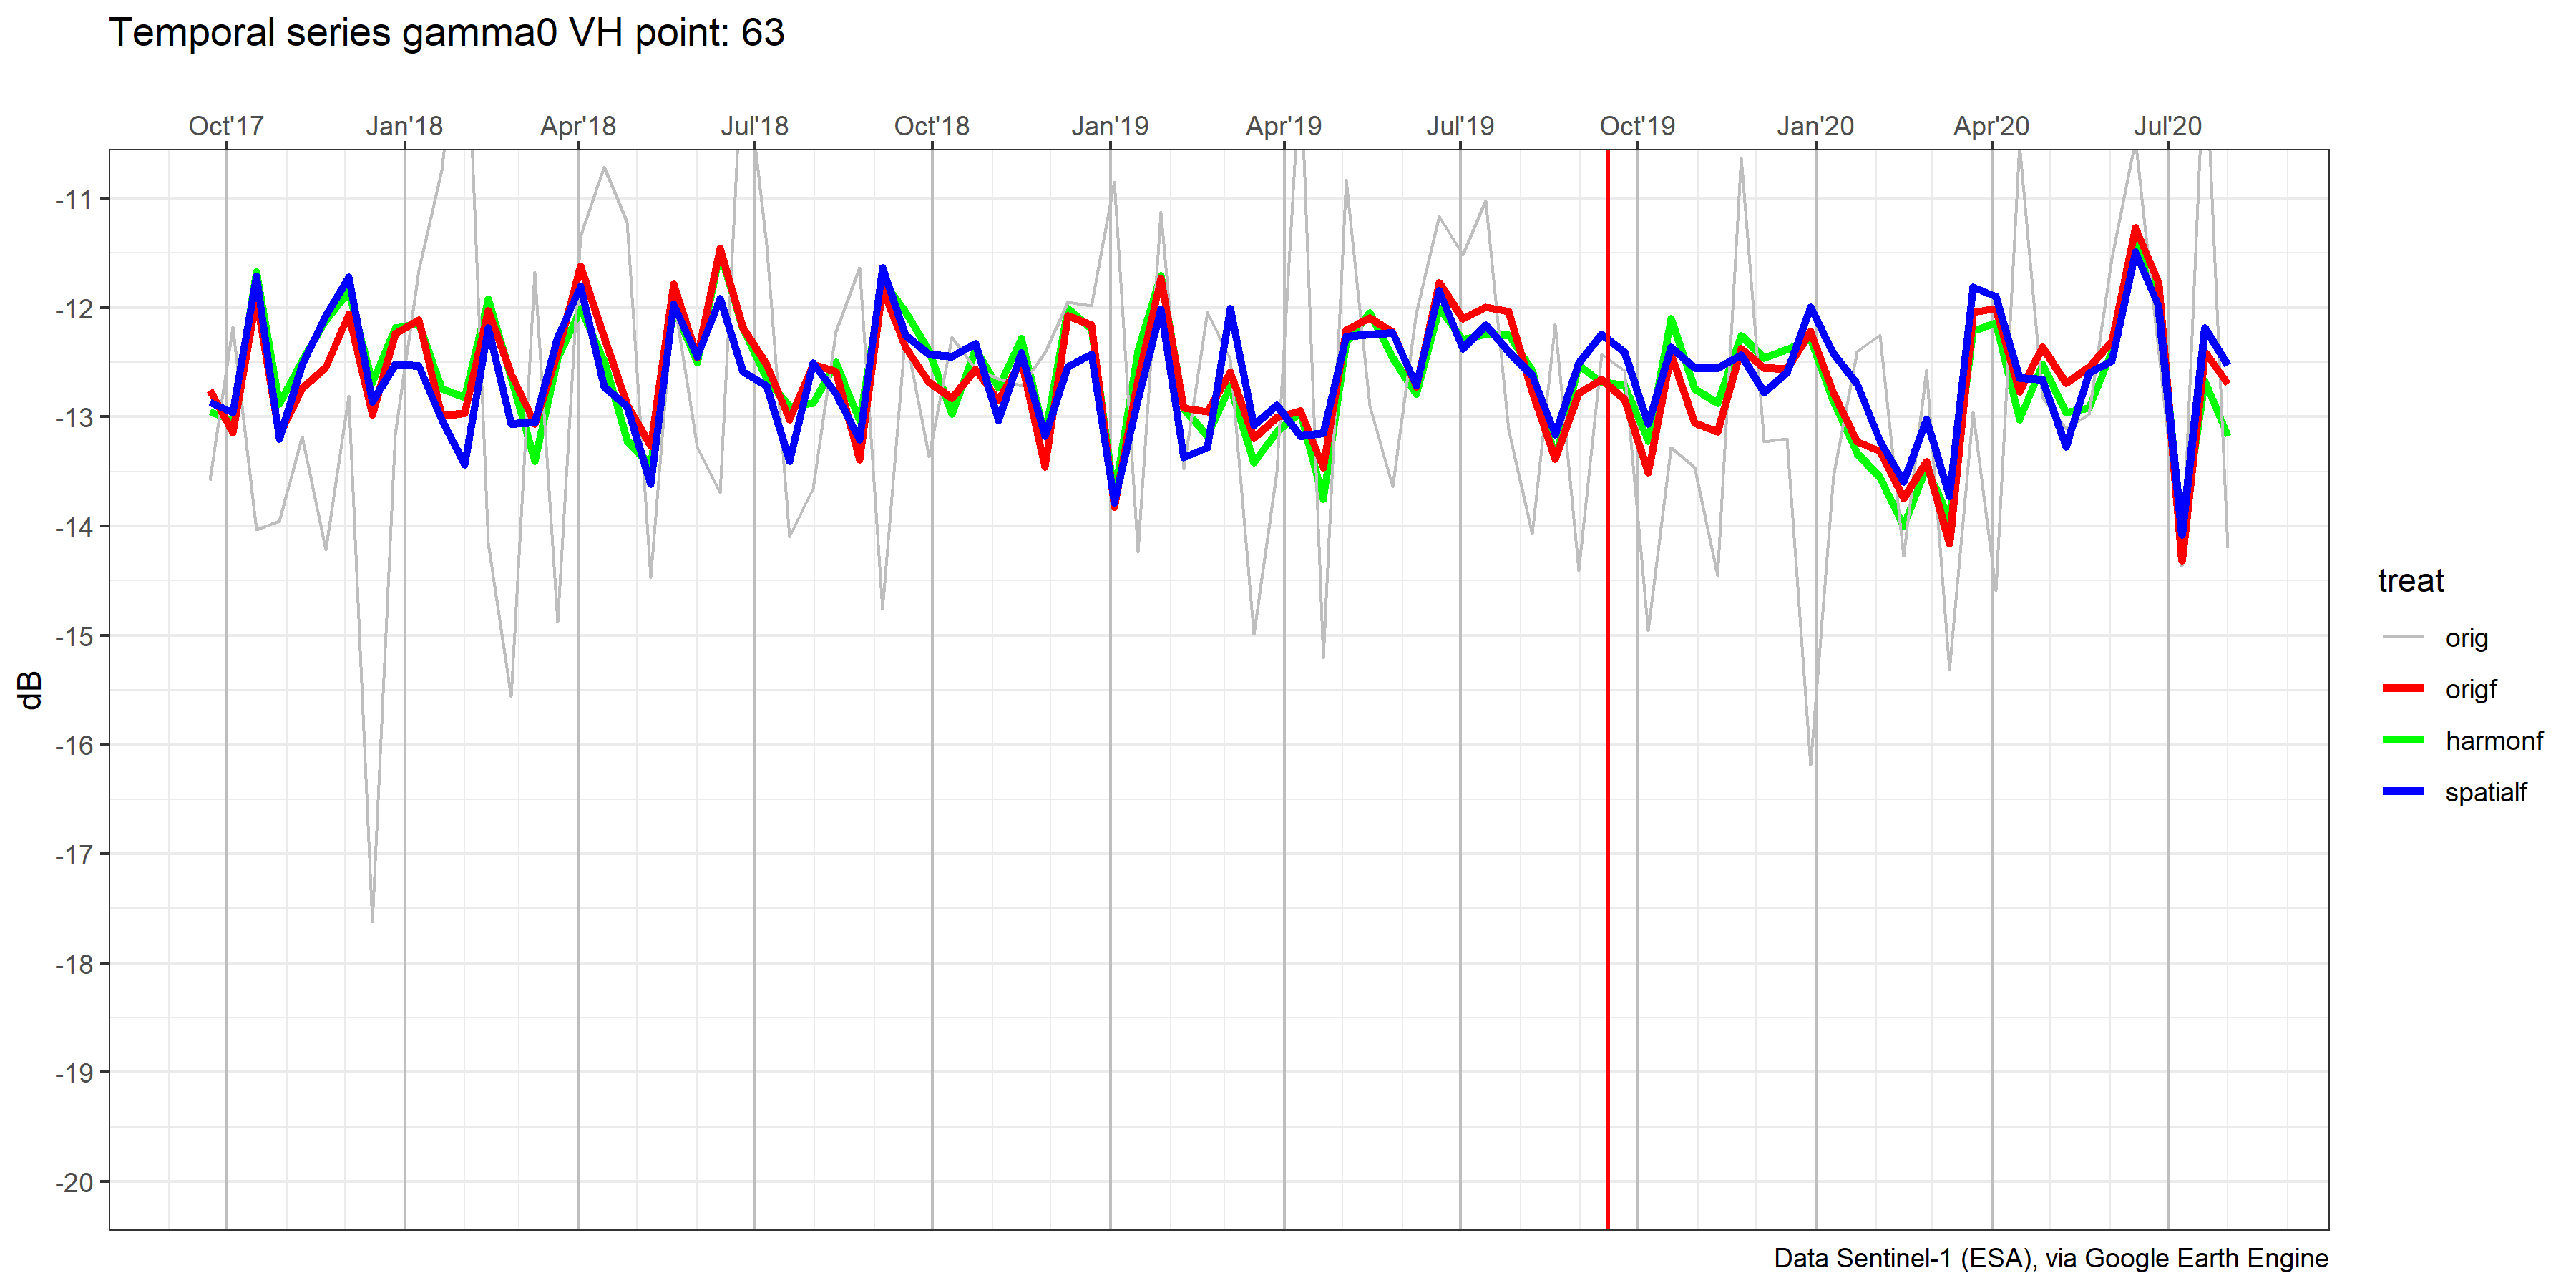 Temporal series gamma0 VH point: 63
Oct'17 Jan'18 Apr'18 Jul'18 Oct'18 Jan'19 Apr'19 Jul'19 Oct'19 Jan'20 Apr'20 Jul'20
-11
-12
-13
-14
-15
-16
-17
-18
-19
-20
dB
treat
orig
origf
harmonf
spatialf
Data Sentinel-1 (ESA), via Google Earth Engine